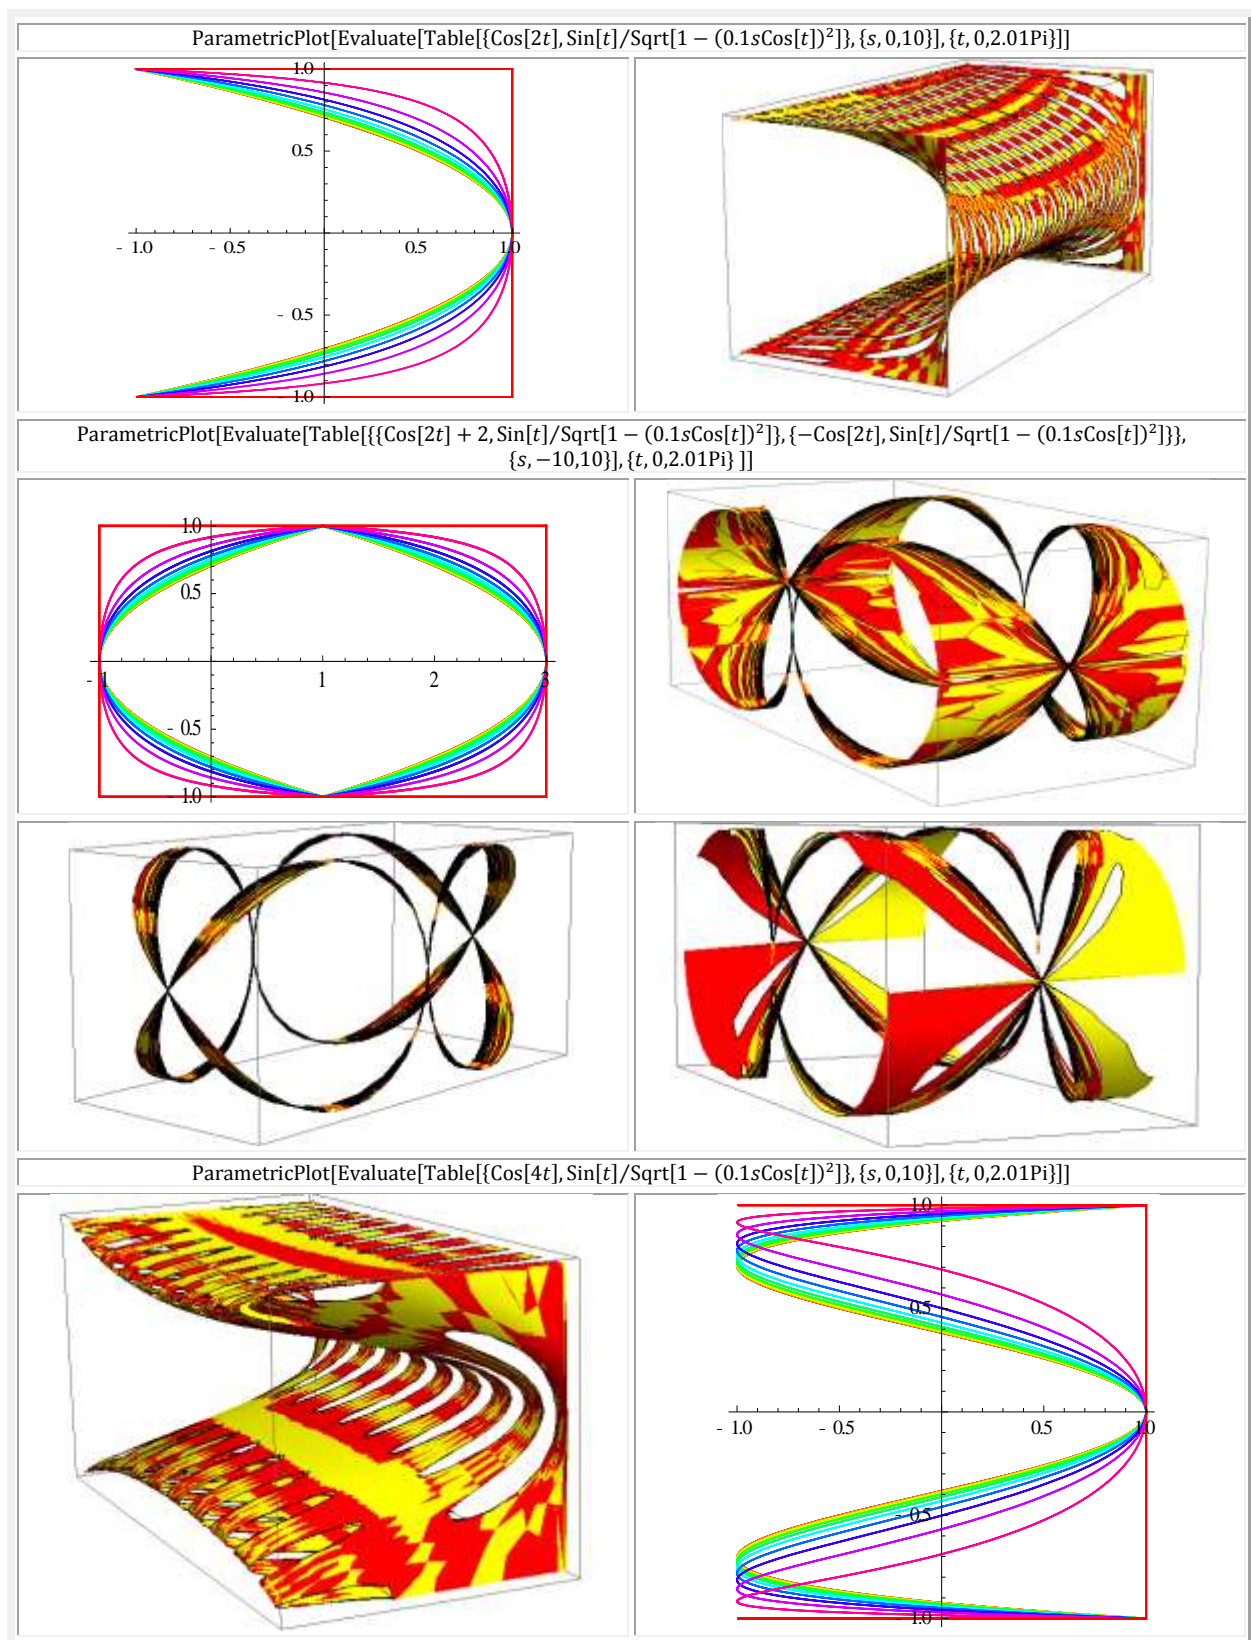 ParametricPlot[Evaluate[Table[{Cos[2t], Sin[t]/Sqrt[1 − (0.1sCos[t])²]}, {s, 0,10}], {t, 0,2.01Pi}]]
1.0
0.5
- 1.0 - 0.5 0.5 1.0
- 0.5
- 1.0
ParametricPlot[Evaluate[Table[{{Cos[2t] + 2, Sin[t]/Sqrt[1 − (0.1sCos[t])²]}, {−Cos[2t], Sin[t]/Sqrt[1 − (0.1sCos[t])²]}},
{s, −10,10}], {t, 0,2.01Pi} ]]
1.0
0.5
- 1 1 2 3
- 0.5
- 1.0
ParametricPlot[Evaluate[Table[{Cos[4t], Sin[t]/Sqrt[1 − (0.1sCos[t])²]}, {s, 0,10}], {t, 0,2.01Pi}]]
1.0
0.5
- 1.0 - 0.5 0.5 1.0
- 0.5
- 1.0